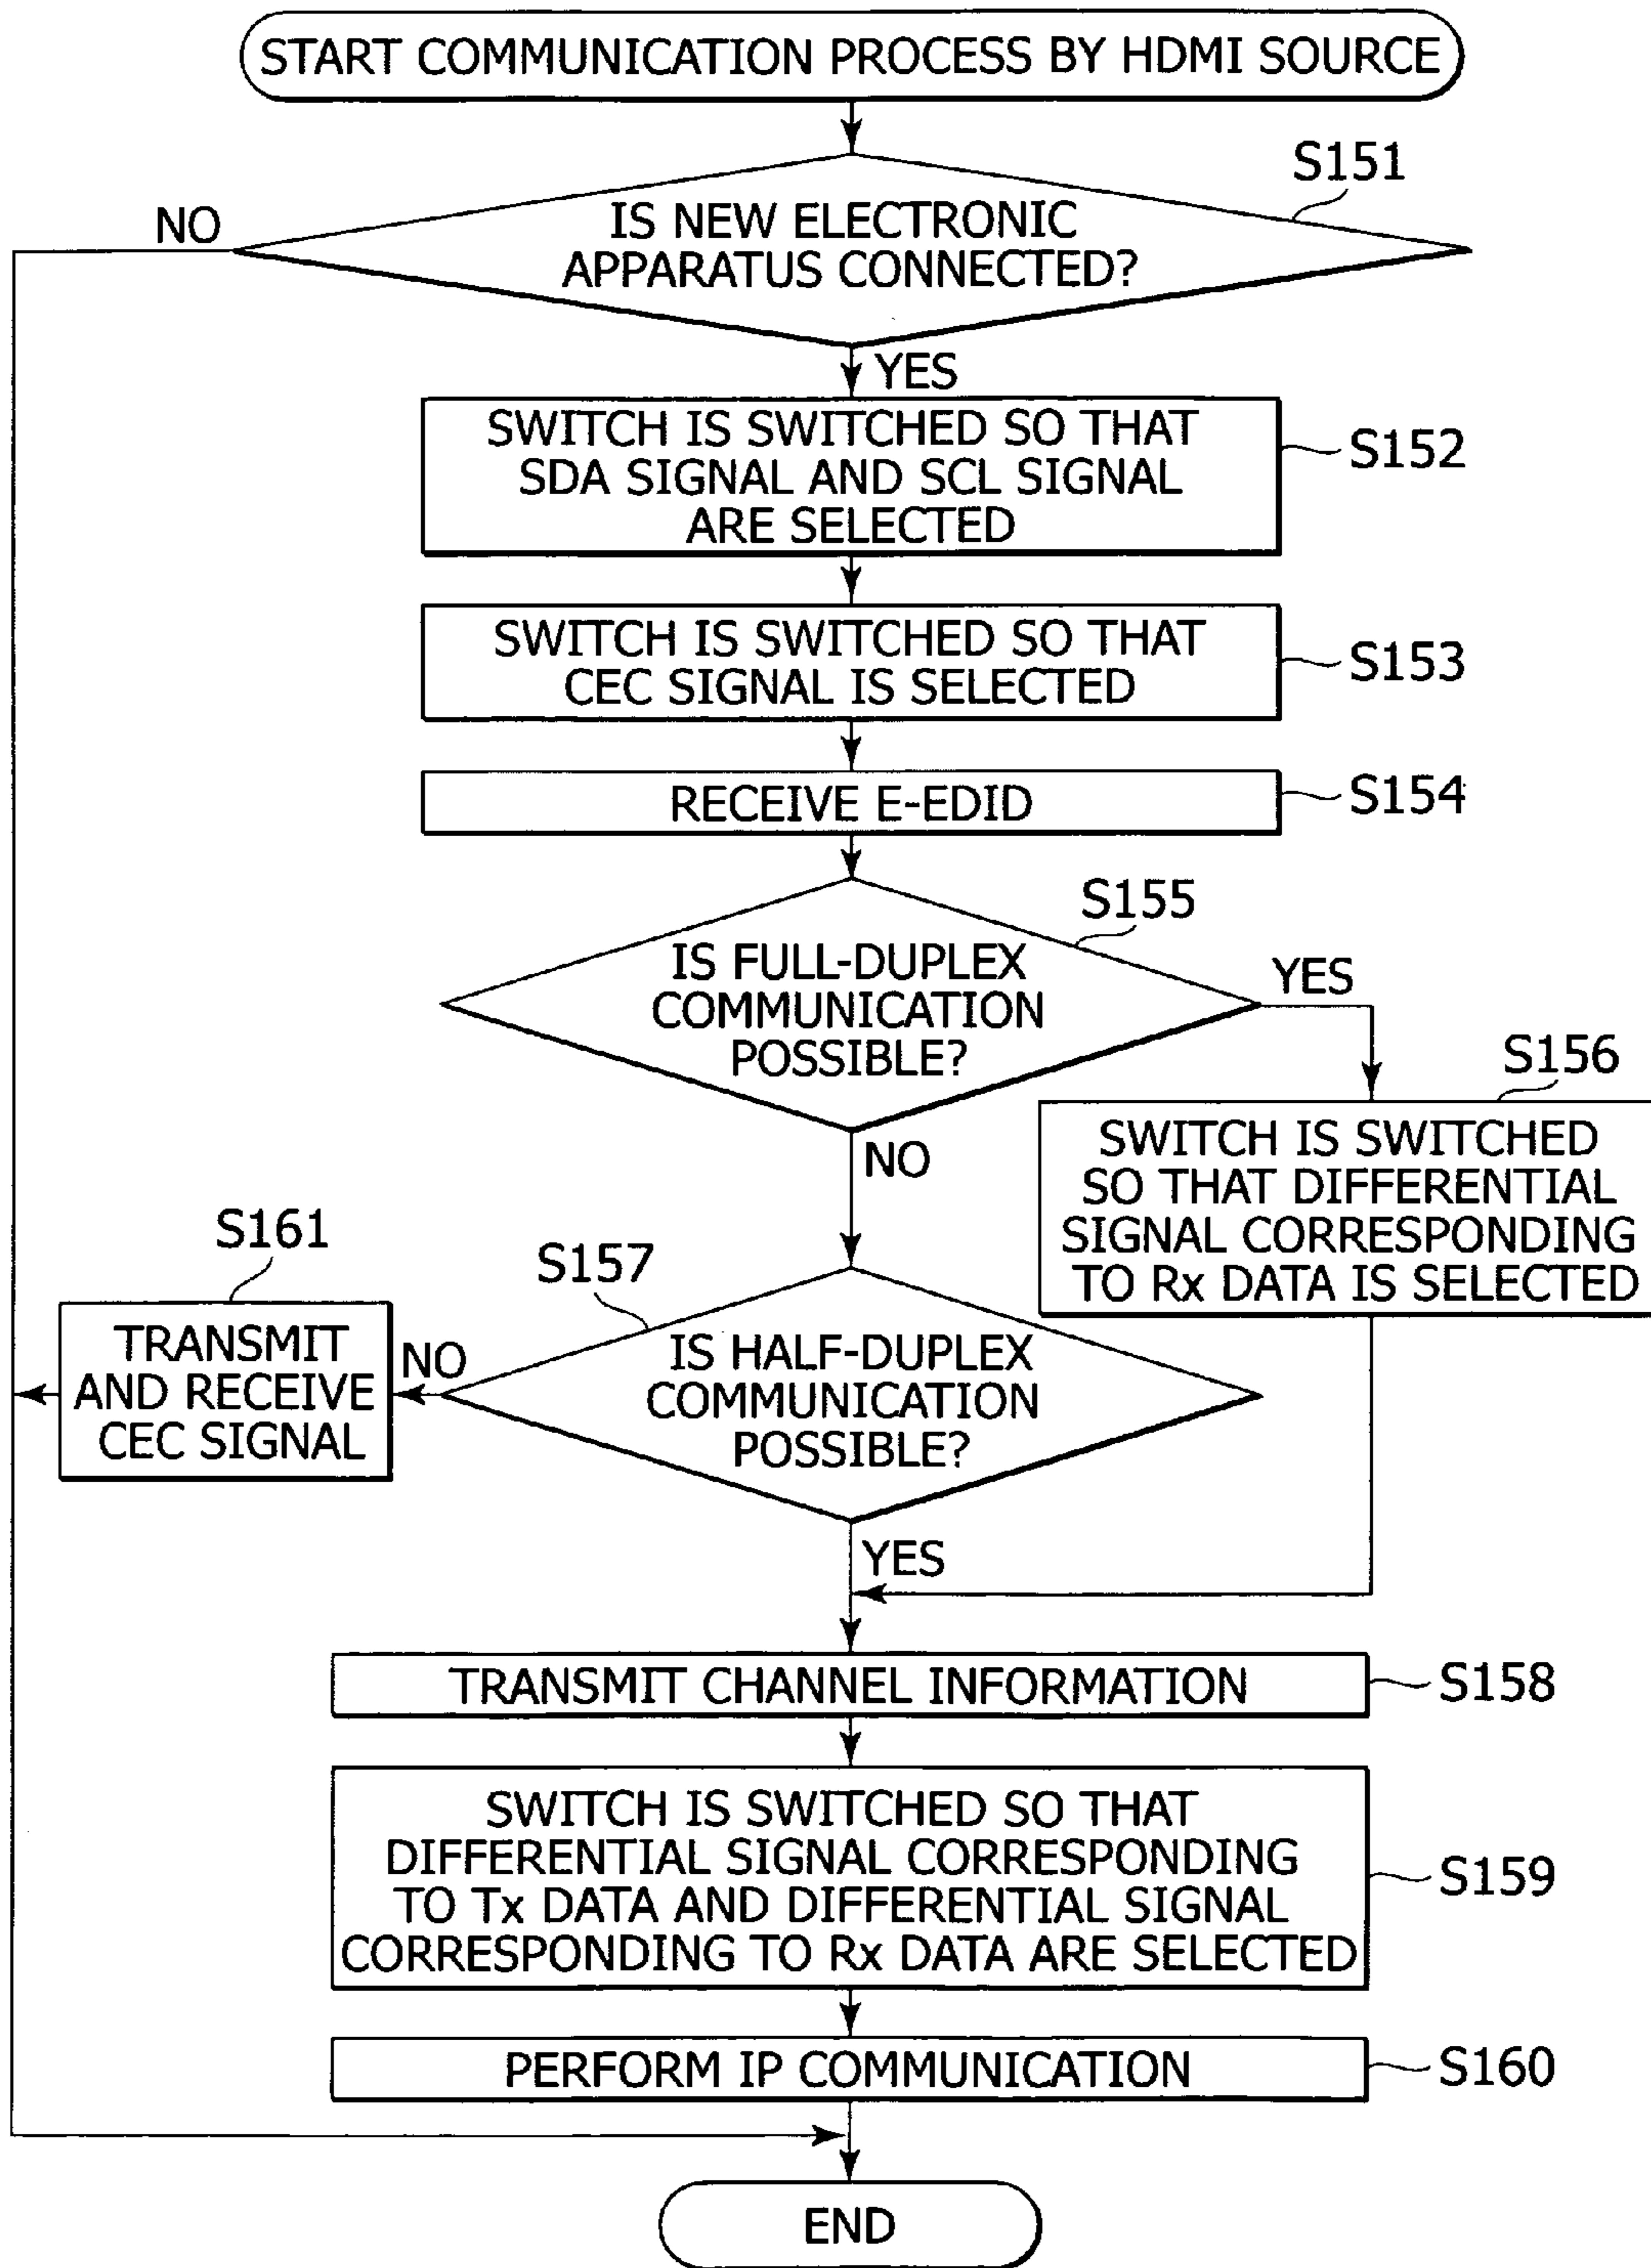 START COMMUNICATION PROCESS BY HDMI SOURCE
S151
NO
IS NEW ELECTRONIC
APPARATUS CONNECTED?
YES
SWITCH IS SWITCHED SO THAT
SDA SIGNAL AND SCL SIGNAL
ARE SELECTED
S152
SWITCH IS SWITCHED SO THAT
CEC SIGNAL IS SELECTED
S153
RECEIVE E-EDID
S154
S155
IS FULL-DUPLEX
COMMUNICATION
POSSIBLE?
YES
S156
SWITCH IS SWITCHED
SO THAT DIFFERENTIAL
SIGNAL CORRESPONDING
TO Rx DATA IS SELECTED
NO
S161
TRANSMIT
AND RECEIVE
CEC SIGNAL
NO
S157
IS HALF-DUPLEX
COMMUNICATION
POSSIBLE?
YES
TRANSMIT CHANNEL INFORMATION
S158
SWITCH IS SWITCHED SO THAT
DIFFERENTIAL SIGNAL CORRESPONDING
TO Tx DATA AND DIFFERENTIAL SIGNAL
CORRESPONDING TO Rx DATA ARE SELECTED
S159
PERFORM IP COMMUNICATION
S160
END